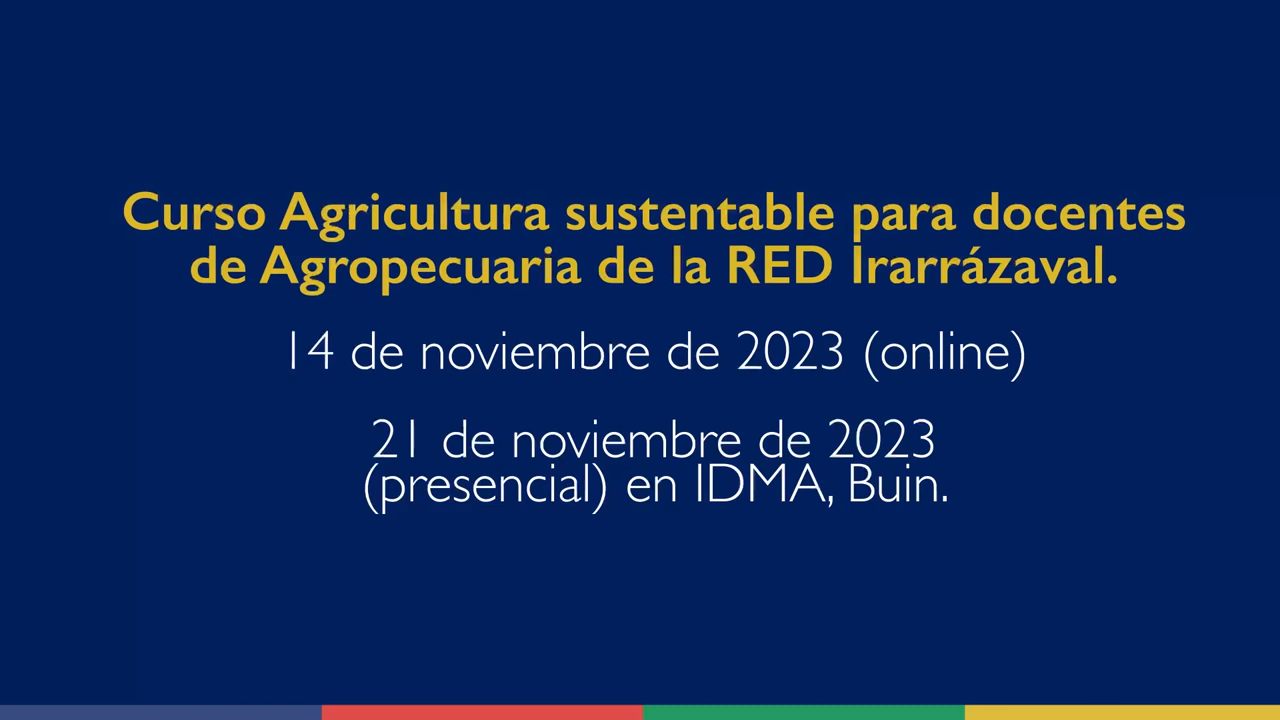 Curso Agricultura sustentable para docentes
de Agropecuaria de la RED Irarrázaval.
14 de noviembre de 2023 (online)
21 de noviembre de 2023
(presencial) en IDMA, Buin.